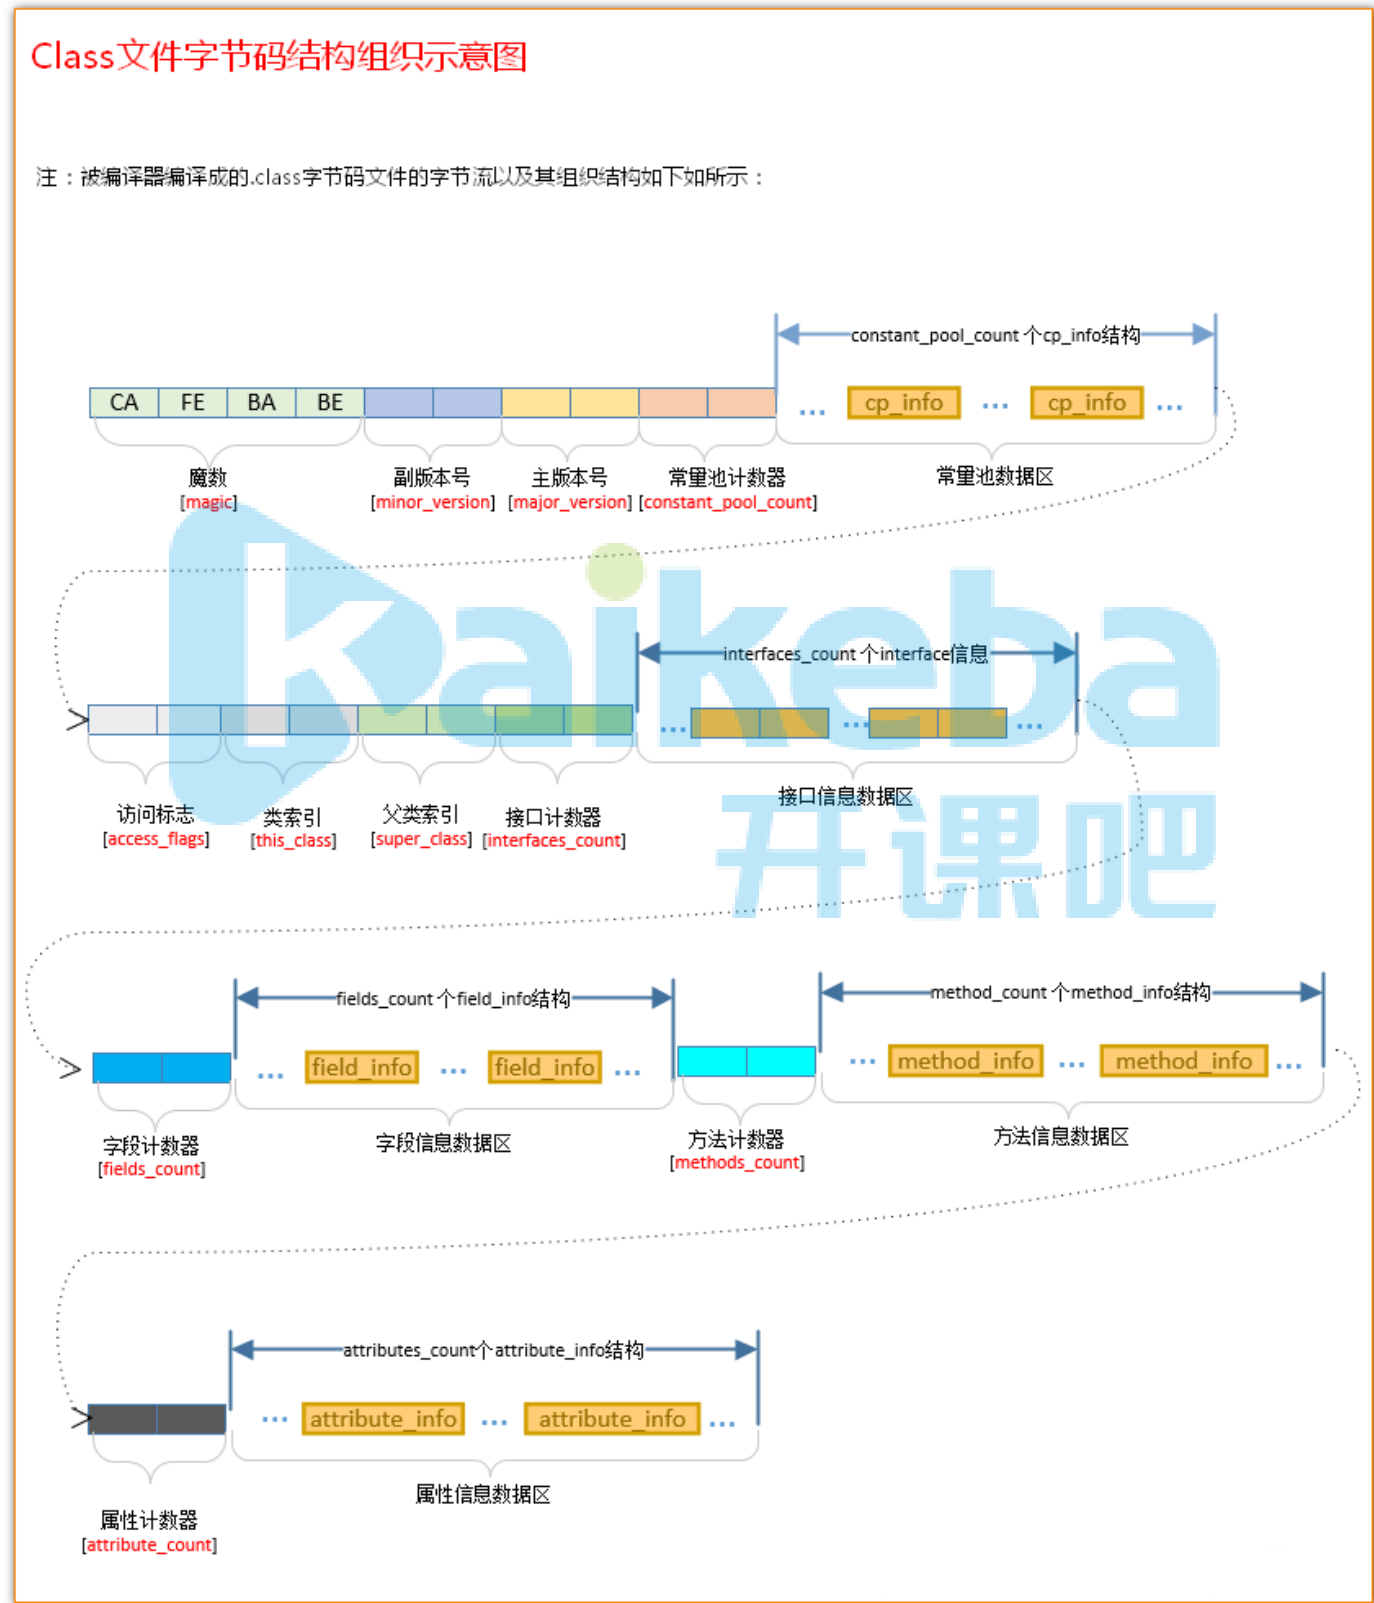 Class文件字节码结构组织示意图
注：被编译器编译成的.class字节码文件的字节流以及其组织结构如下如所示：
constant_pool_count 个cp_info结构
CA FE BA BE ... cp_info ... cp_info ...
魔数 副版本号 主版本号 常量池计数器 常量池数据区
[magic] [minor_version] [major_version] [constant_pool_count]
kaikeba
interfaces_count 个interface信息
... ... ...
访问标志 类索引 父类索引 接口计数器 接口信息数据区
[access_flags] [this_class] [super_class] [interfaces_count]
开课吧
fields_count 个field_info结构 method_count 个method_info结构
... field_info ... field_info ... ... method_info ... method_info ...
字段计数器 字段信息数据区 方法计数器 方法信息数据区
[fields_count] [methods_count]
attributes_count个attribute_info结构
... attribute_info ... attribute_info ...
属性信息数据区
属性计数器
[attribute_count]